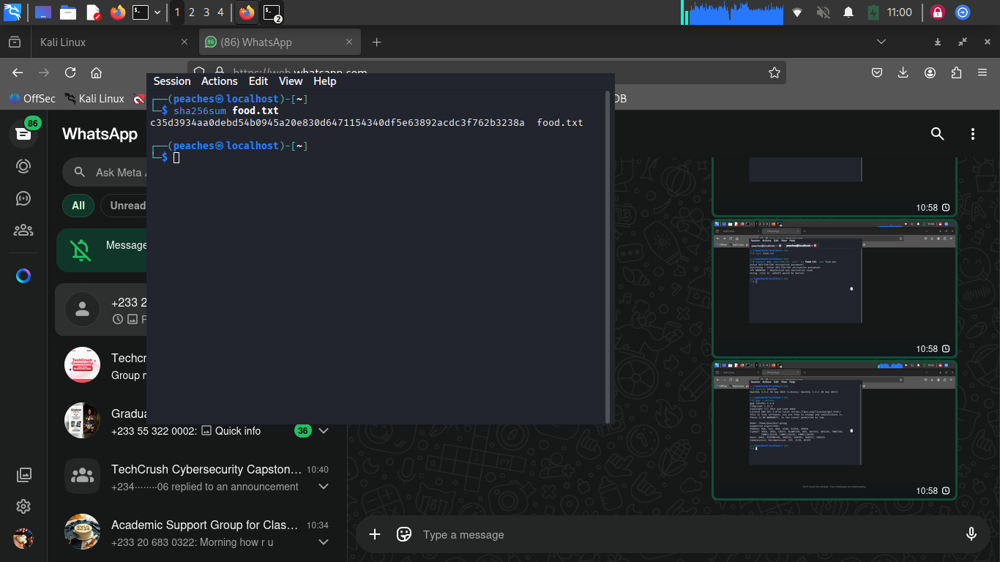 1 2 3 4 2 11:00
Kali Linux
86 (86) WhatsApp
https://web.whatsapp.com
OffSec Kali Linux DB
Session Actions Edit View Help
┌──(peaches㉿localhost)-[~]
└─$ sha256sum food.txt
c35d3934aa0debd54b0945a20e830d6471154340df5e63892acdc3f762b3238a food.txt
┌──(peaches㉿localhost)-[~]
└─$
86
WhatsApp
Ask Meta
All Unread
Message
+233 2
Techcr
Group
Gradua
+233 55 322 0002: Quick info 36
TechCrush Cybersecurity Capston... 10:40
+234········06 replied to an announcement
Academic Support Group for Clas... 10:34
+233 20 683 0322: Morning how r u
10:58
10:58
10:58
Type a message